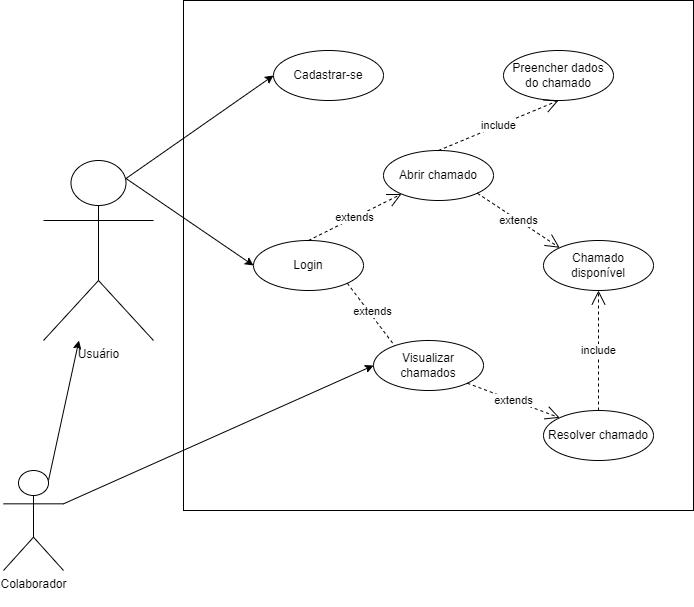 Cadastrar-se
Preencher dados
do chamado
include
Abrir chamado
extends
extends
Login
Chamado
disponível
extends
Visualizar
chamados
include
Usuário
extends
Resolver chamado
Colaborador